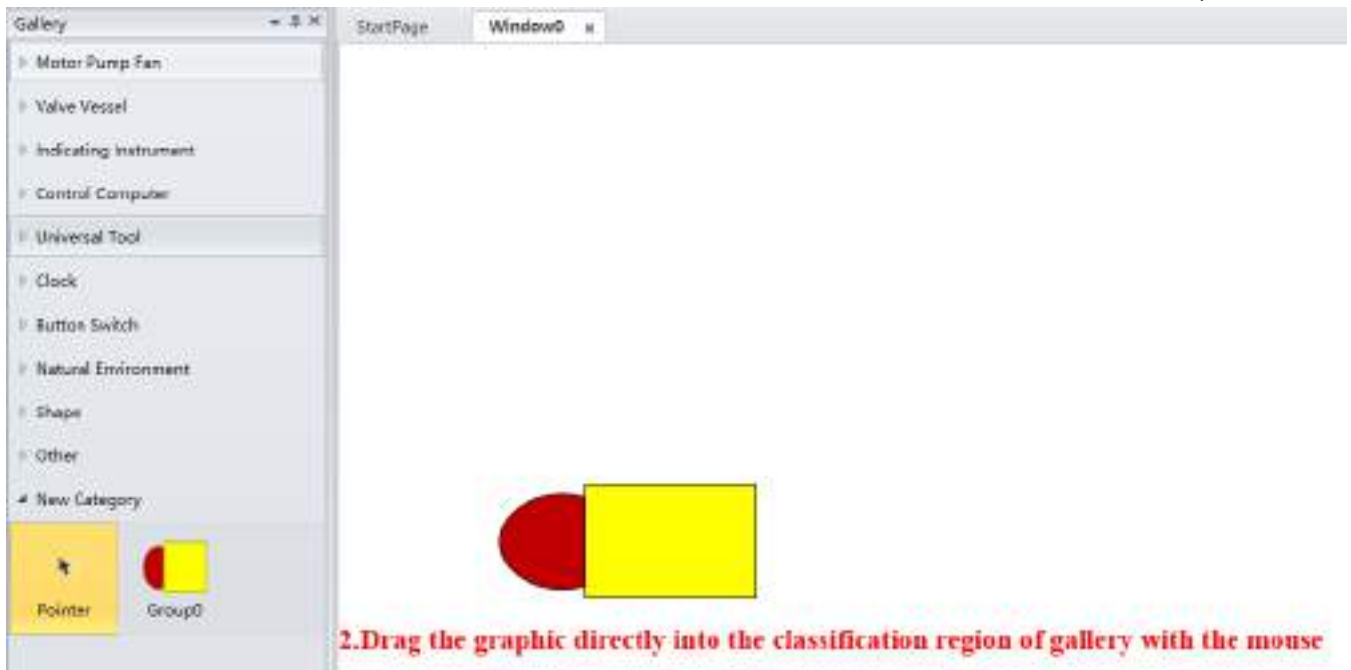 Gallery
StartPage
Window0
Motor Pump Fan
Valve Vessel
Indicating Instrument
Control Computer
Universal Tool
Clock
Button Switch
Natural Environment
Shape
Other
New Category
Pointer
Group0
2.Drag the graphic directly into the classification region of gallery with the mouse